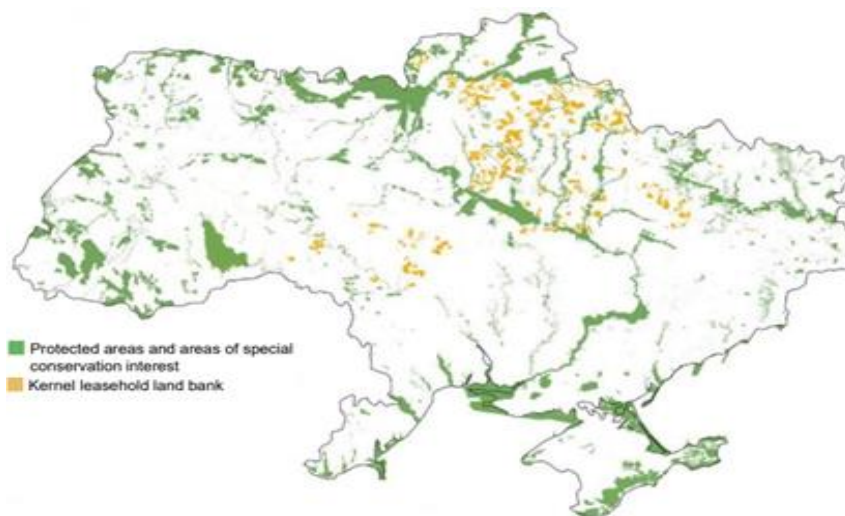 Protected areas and areas of special
conservation interest
Kernel leasehold land bank